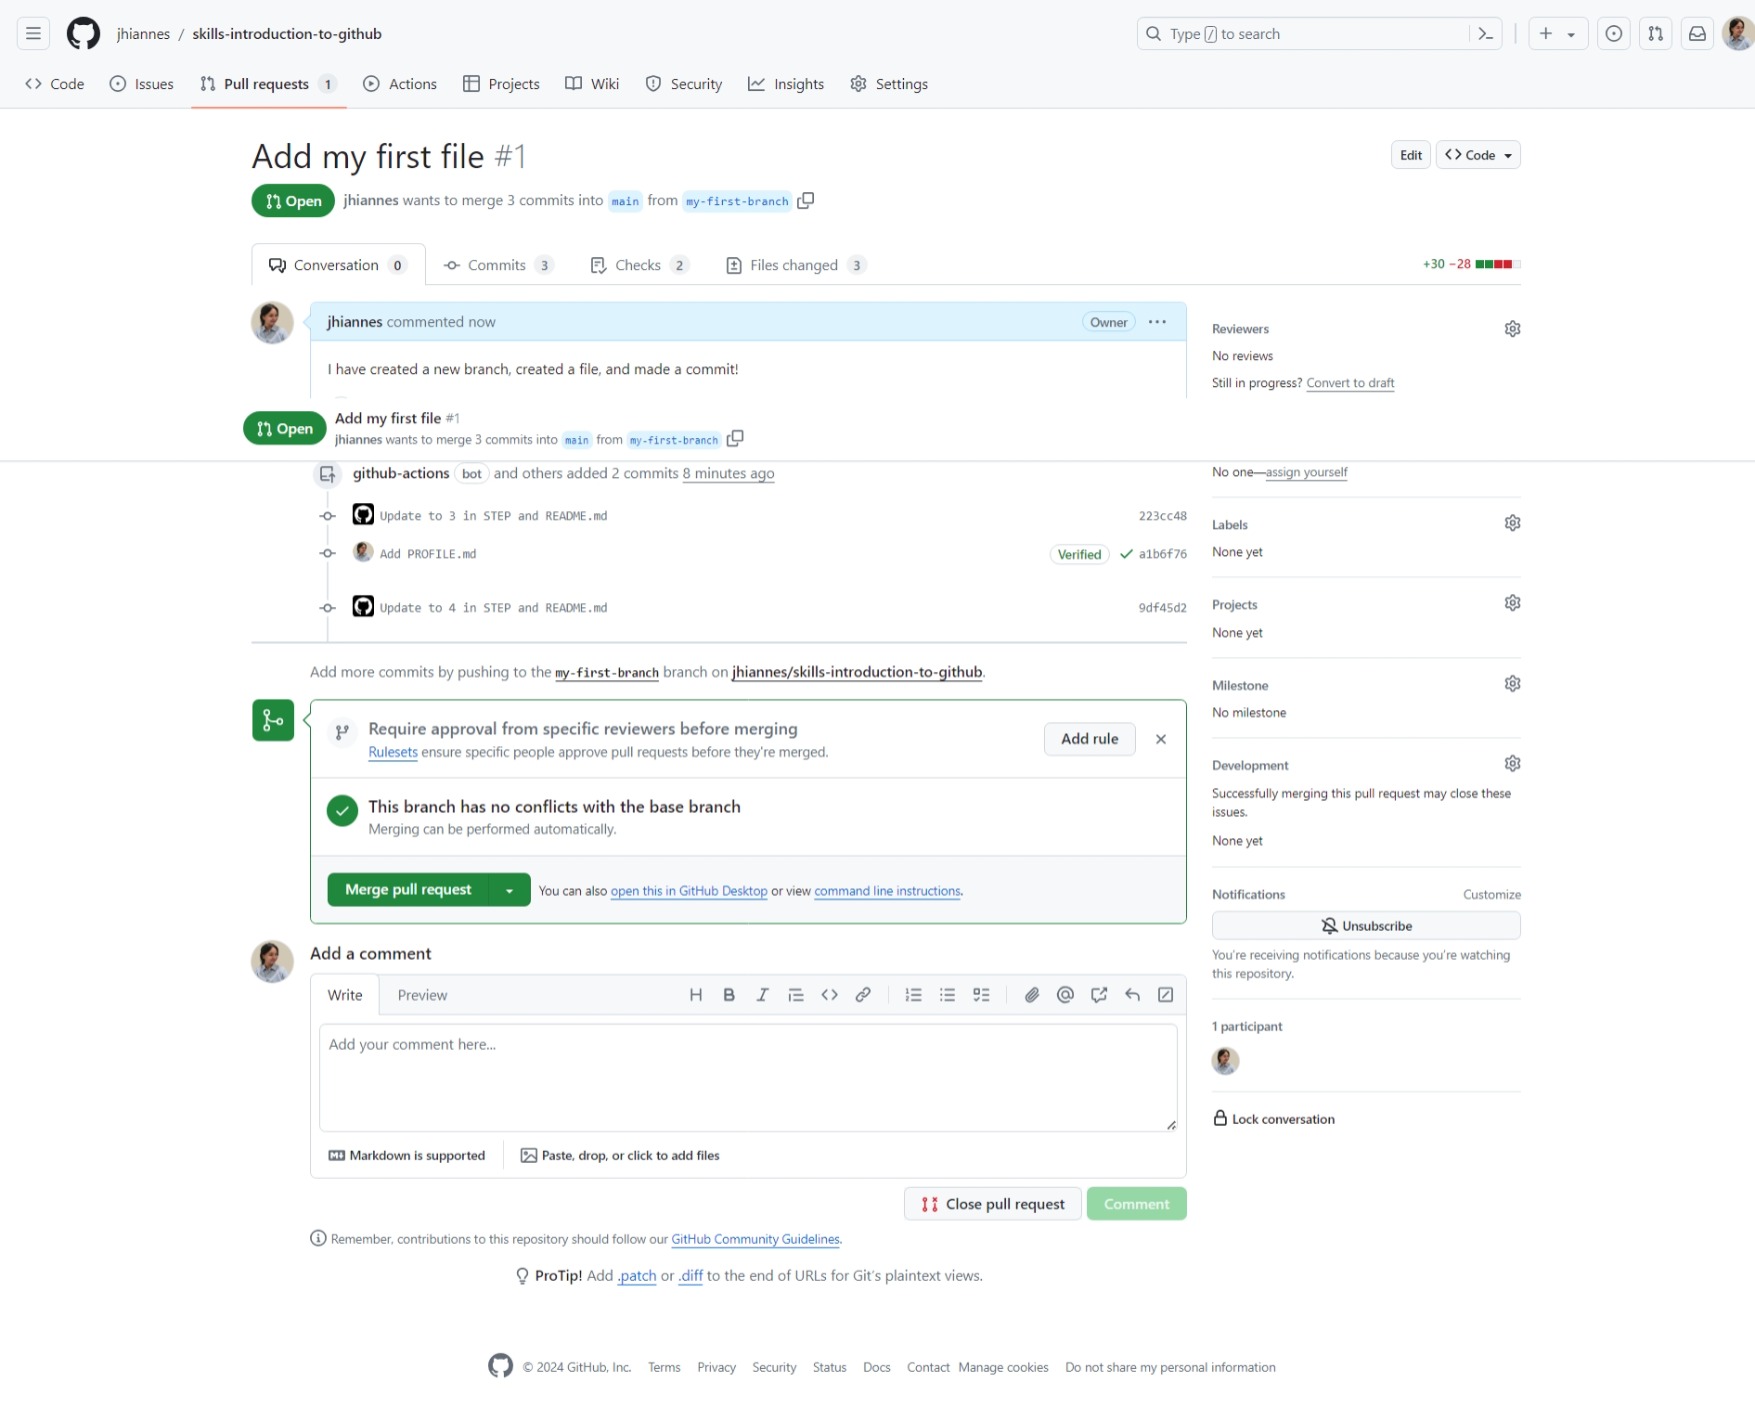 jhiannes / skills-introduction-to-github
Type / to search
Code Issues Pull requests 1 Actions Projects Wiki Security Insights Settings
Add my first file #1
Edit Code
Open jhiannes wants to merge 3 commits into main from my-first-branch
Conversation 0 Commits 3 Checks 2 Files changed 3
+30 −28
jhiannes commented now
Owner
I have created a new branch, created a file, and made a commit!
Reviewers
No reviews
Still in progress? Convert to draft
Open
Add my first file #1
jhiannes wants to merge 3 commits into main from my-first-branch
github-actions bot and others added 2 commits 8 minutes ago
Update to 3 in STEP and README.md 223cc48
Add PROFILE.md Verified a1b6f76
Update to 4 in STEP and README.md 9df45d2
No one—assign yourself
Labels
None yet
Projects
None yet
Milestone
No milestone
Development
Successfully merging this pull request may close these
issues.
None yet
Add more commits by pushing to the my-first-branch branch on jhiannes/skills-introduction-to-github.
Require approval from specific reviewers before merging
Rulesets ensure specific people approve pull requests before they're merged.
Add rule
This branch has no conflicts with the base branch
Merging can be performed automatically.
Merge pull request You can also open this in GitHub Desktop or view command line instructions.
Notifications Customize
Unsubscribe
You're receiving notifications because you're watching
this repository.
1 participant
Lock conversation
Add a comment
Write Preview
Add your comment here...
Markdown is supported Paste, drop, or click to add files
Close pull request Comment
Remember, contributions to this repository should follow our GitHub Community Guidelines.
ProTip! Add .patch or .diff to the end of URLs for Git's plaintext views.
© 2024 GitHub, Inc. Terms Privacy Security Status Docs Contact Manage cookies Do not share my personal information